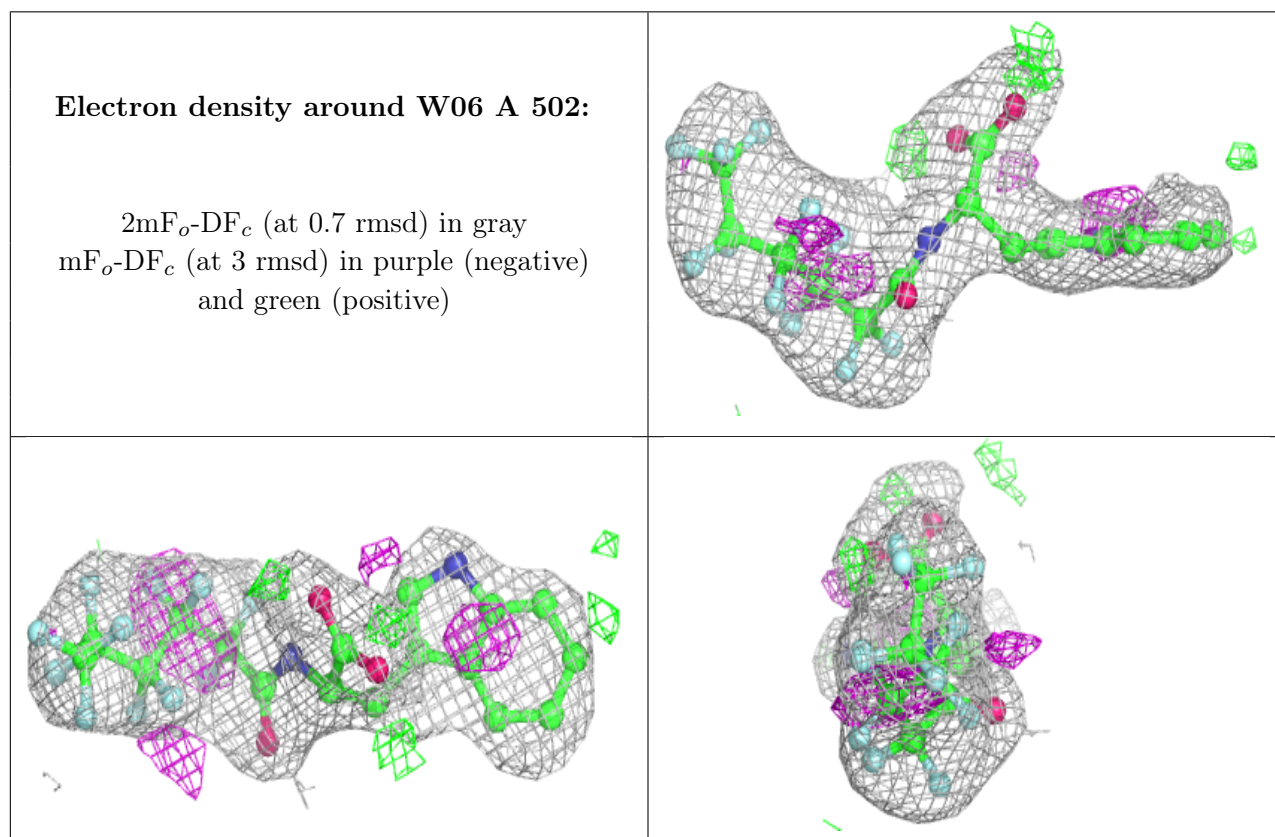 Electron density around W06 A 502:
2mFo-DFc (at 0.7 rmsd) in gray
mFo-DFc (at 3 rmsd) in purple (negative)
and green (positive)